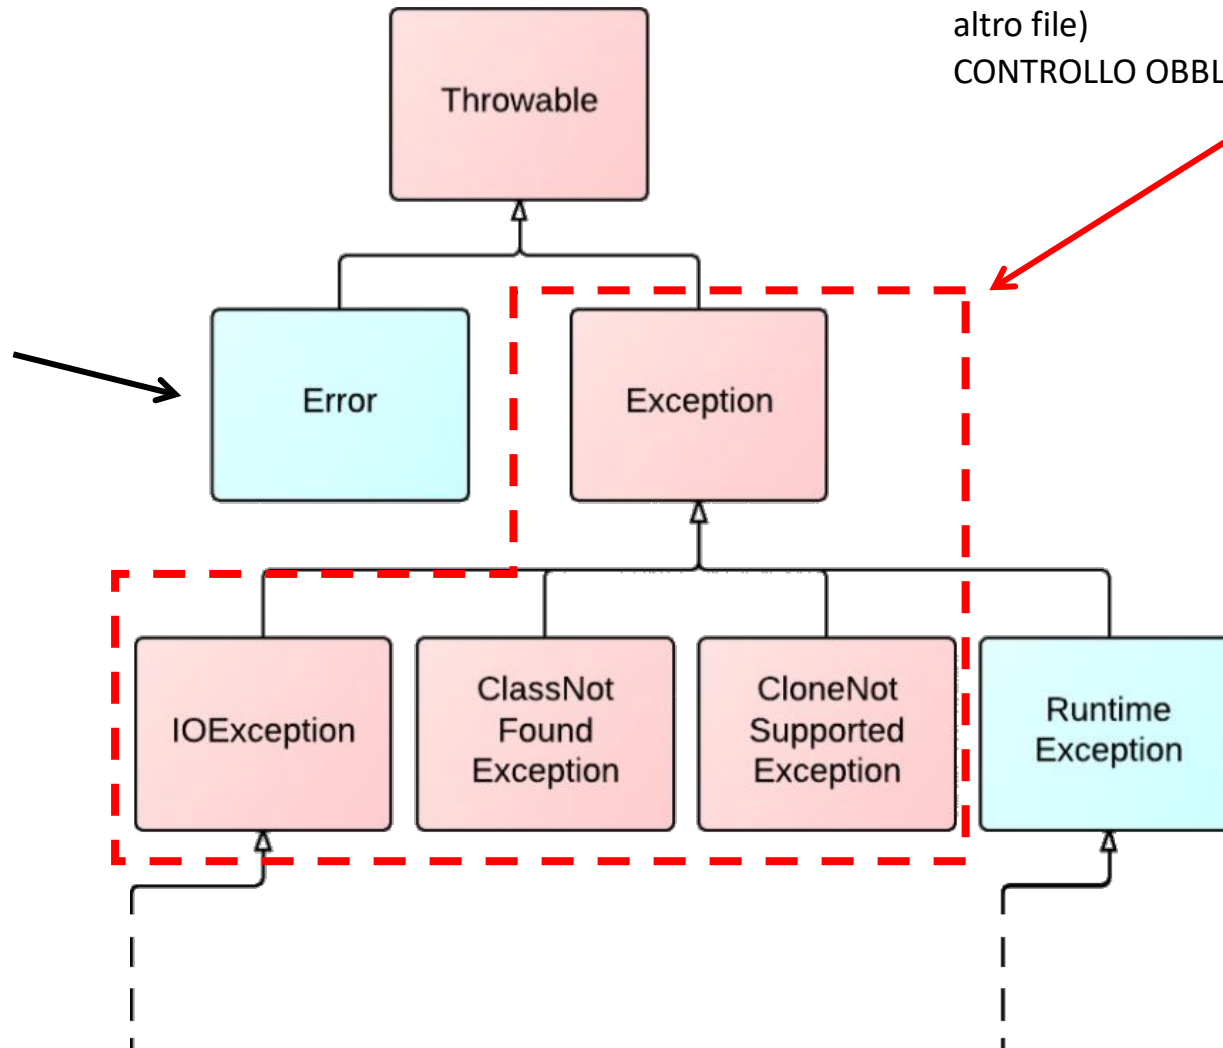 altro file)
CONTROLLO OBBL
Throwable
Error
Exception
IOException
ClassNot
Found
Exception
CloneNot
Supported
Exception
Runtime
Exception